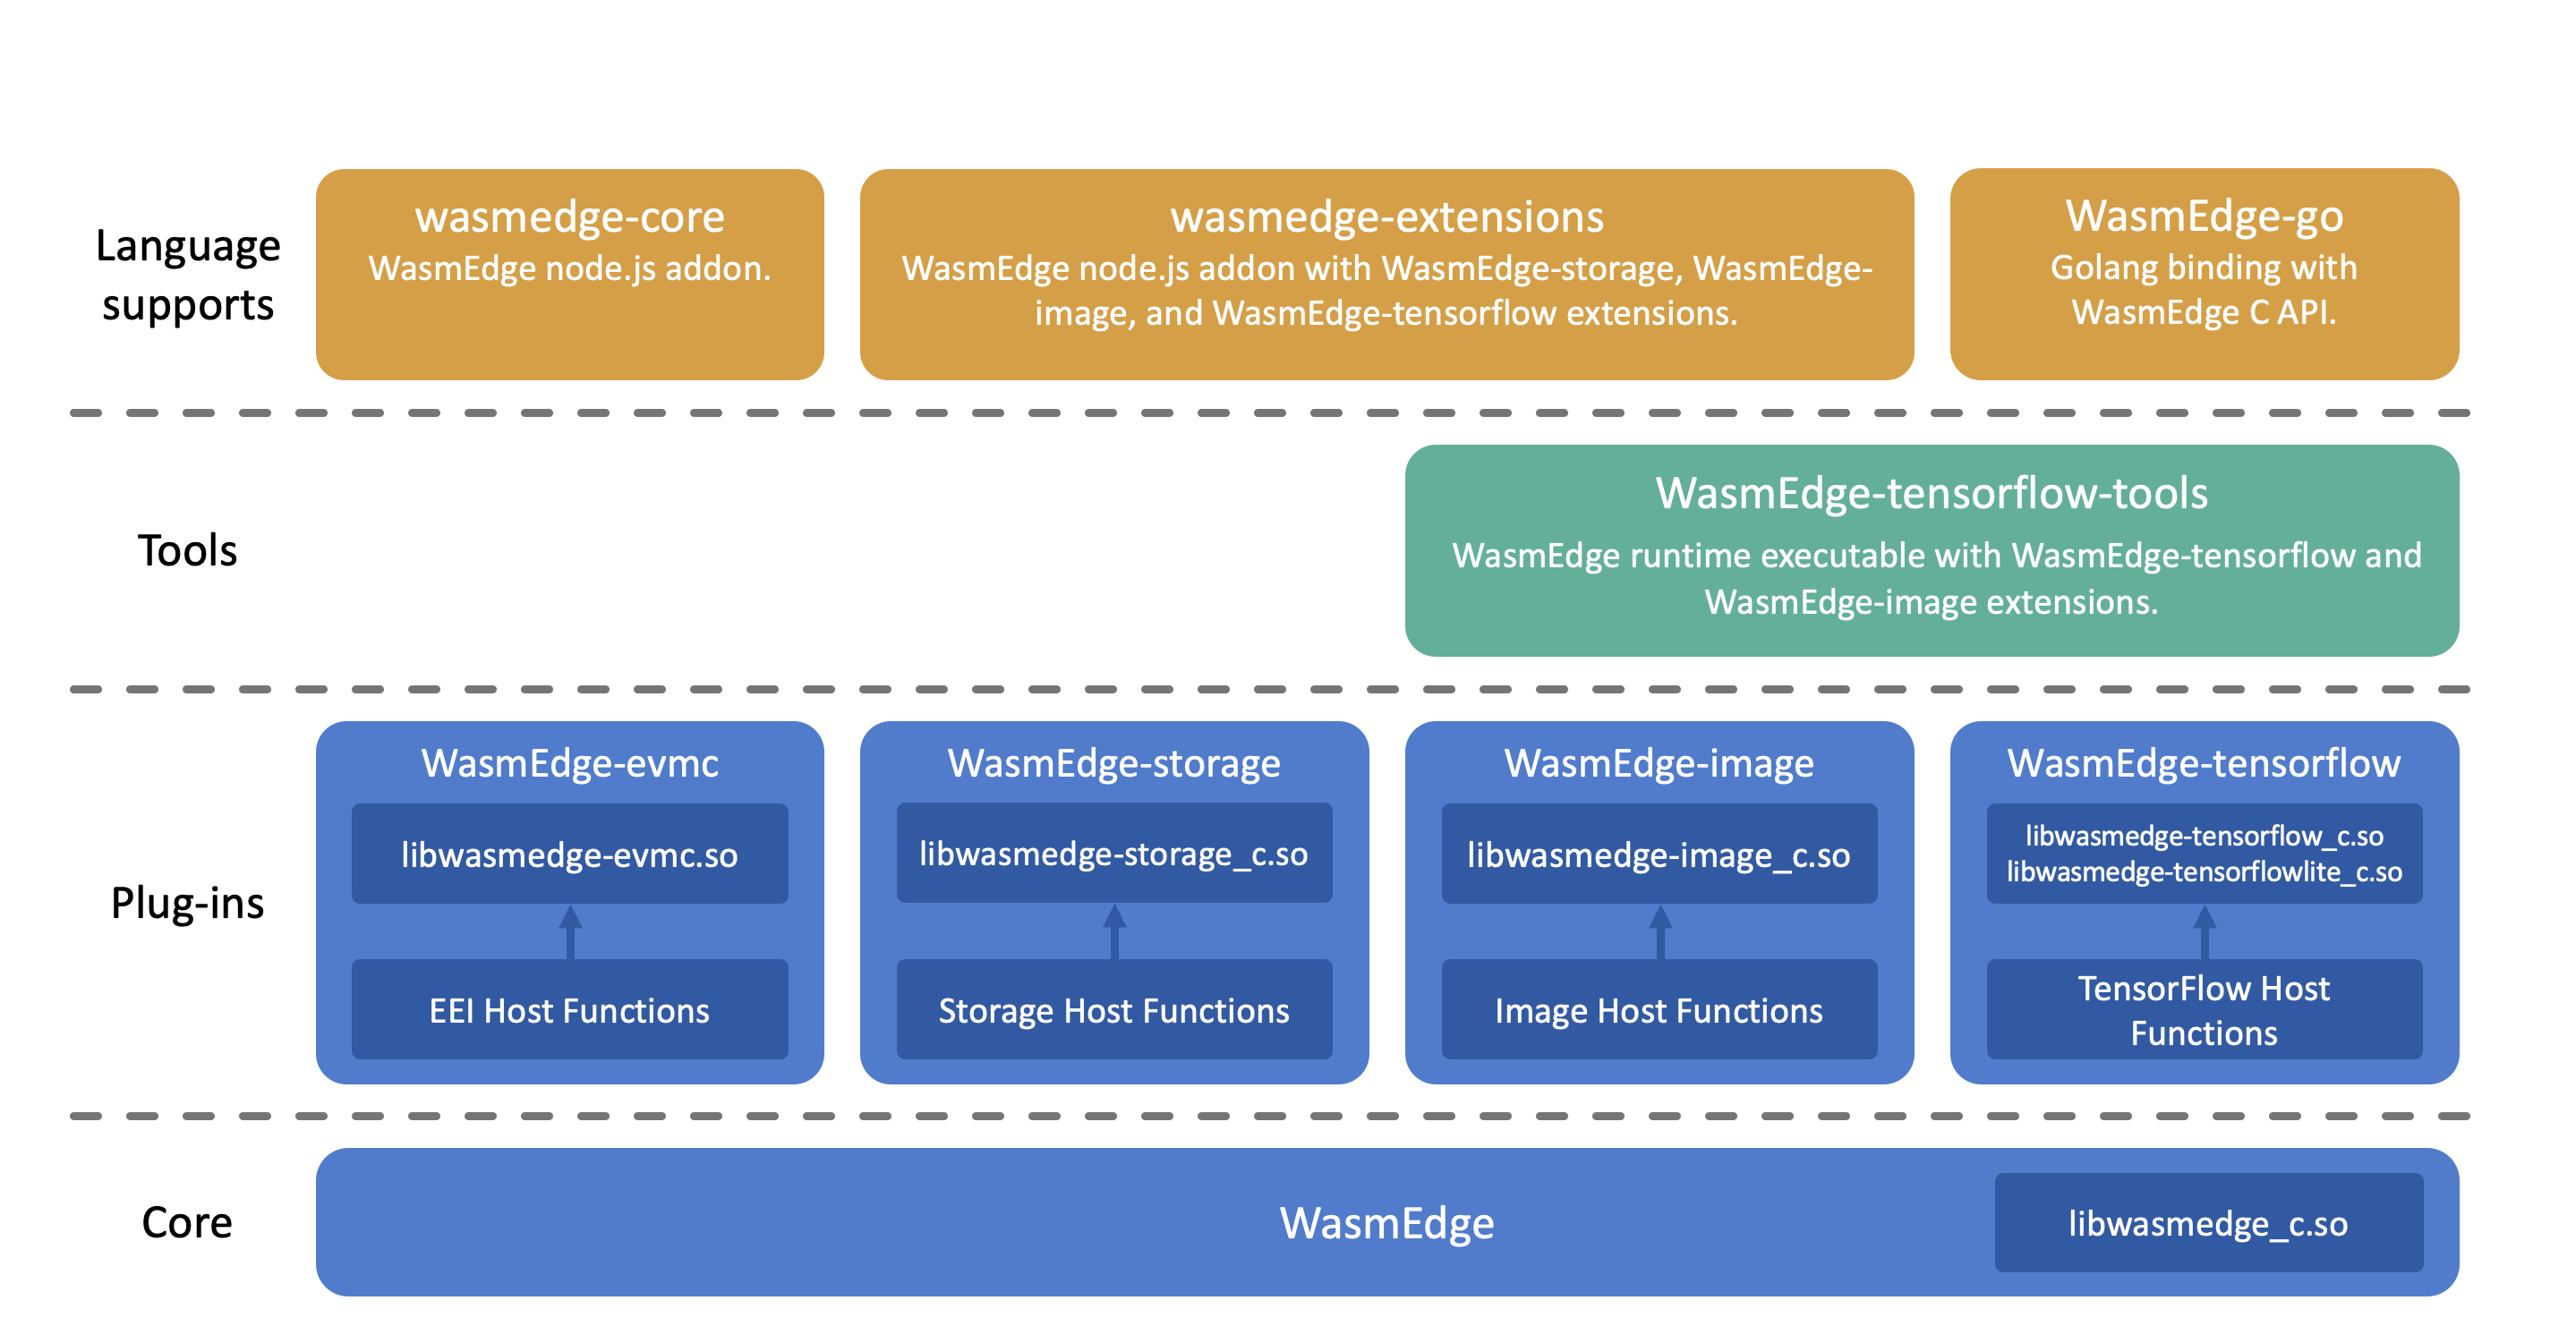 Language
supports
wasmedge-core
WasmEdge node.js addon.
wasmedge-extensions
WasmEdge node.js addon with WasmEdge-storage, WasmEdge-
image, and WasmEdge-tensorflow extensions.
WasmEdge-go
Golang binding with
WasmEdge C API.
Tools
WasmEdge-tensorflow-tools
WasmEdge runtime executable with WasmEdge-tensorflow and
WasmEdge-image extensions.
Plug-ins
WasmEdge-evmc
libwasmedge-evmc.so
EEI Host Functions
WasmEdge-storage
libwasmedge-storage_c.so
Storage Host Functions
WasmEdge-image
libwasmedge-image_c.so
Image Host Functions
WasmEdge-tensorflow
libwasmedge-tensorflow_c.so
libwasmedge-tensorflowlite_c.so
TensorFlow Host
Functions
Core
WasmEdge
libwasmedge_c.so